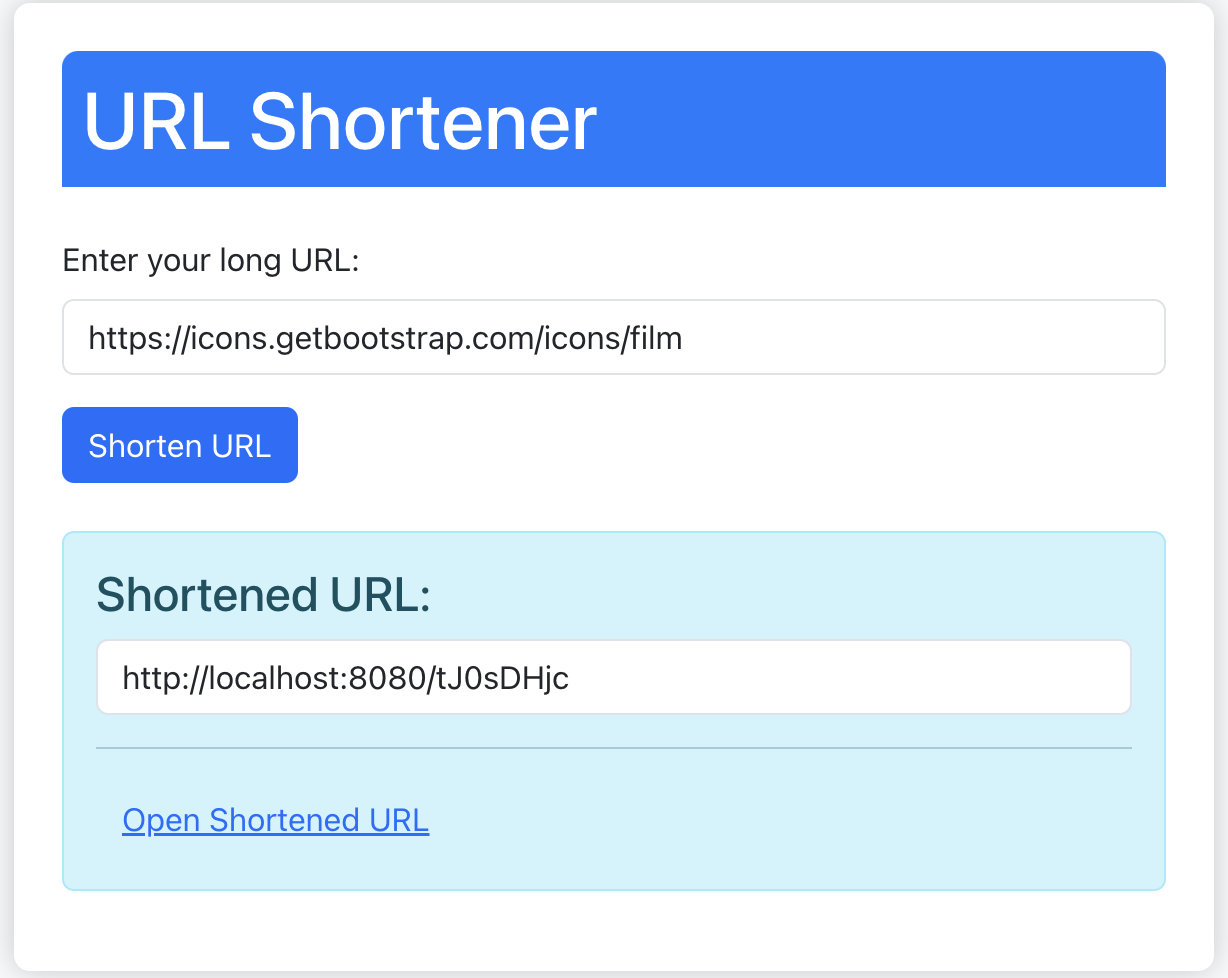 URL Shortener
Enter your long URL:
https://icons.getbootstrap.com/icons/film
Shorten URL
Shortened URL:
http://localhost:8080/tJ0sDHjc
Open Shortened URL